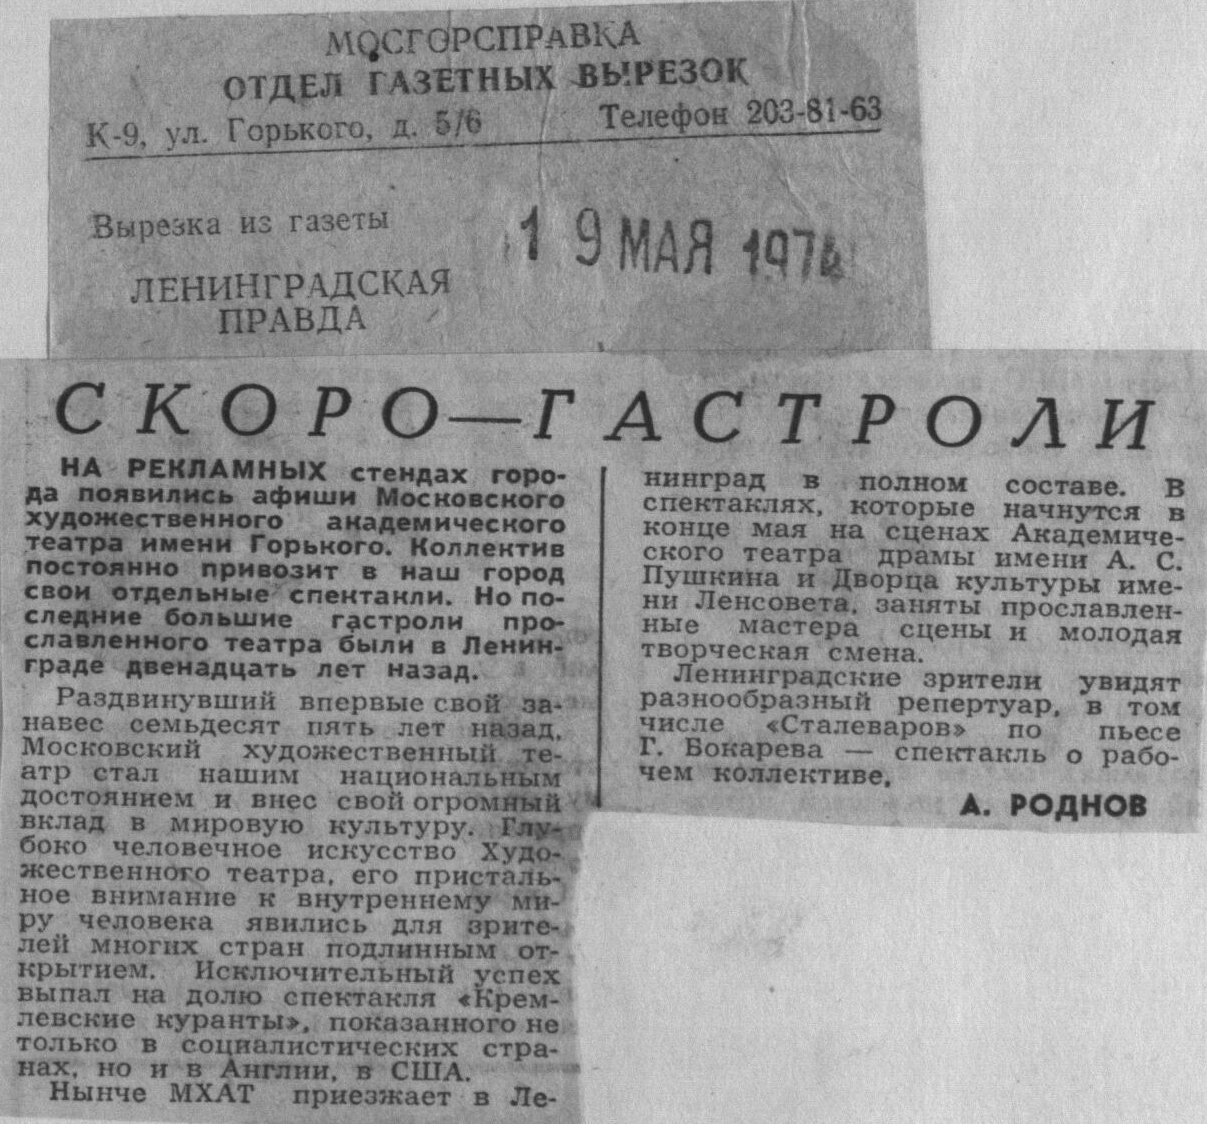 МОСГОРСПРАВКА
ОТДЕЛ ГАЗЕТНЫХ ВЫРЕЗОК
К-9, ул. Горького, д. 5/6 Телефон 203-81-63
Вырезка из газеты
19 МАЯ 1974
ЛЕНИНГРАДСКАЯ
ПРАВДА
СКОРО—ГАСТРОЛИ
НА РЕКЛАМНЫХ стендах горо-
да появились афиши Московского
художественного академического
театра имени Горького. Коллектив
постоянно привозит в наш город
свои отдельные спектакли. Но по-
следние большие гастроли про-
славленного театра были в Ленин-
граде двенадцать лет назад.
Раздвинувший впервые свой за-
навес семьдесят пять лет назад,
Московский художественный те-
атр стал нашим национальным
достоянием и внес свой огромный
вклад в мировую культуру. Глу-
боко человечное искусство Худо-
жественного театра, его присталь-
ное внимание к внутреннему ми-
ру человека явились для зрите-
лей многих стран подлинным от-
крытием. Исключительный успех
выпал на долю спектакля «Крем-
левские куранты», показанного не
только в социалистических стра-
нах, но и в Англии, в США.
Нынче МХАТ приезжает в Ле-
нинград в полном составе. В
спектаклях, которые начнутся в
конце мая на сценах Академиче-
ского театра драмы имени А. С.
Пушкина и Дворца культуры име-
ни Ленсовета, заняты прославлен-
ные мастера сцены и молодая
творческая смена.
Ленинградские зрители увидят
разнообразный репертуар, в том
числе «Сталеваров» по пьесе
Г. Бокарева — спектакль о рабо-
чем коллективе,
А. РОДНОВ